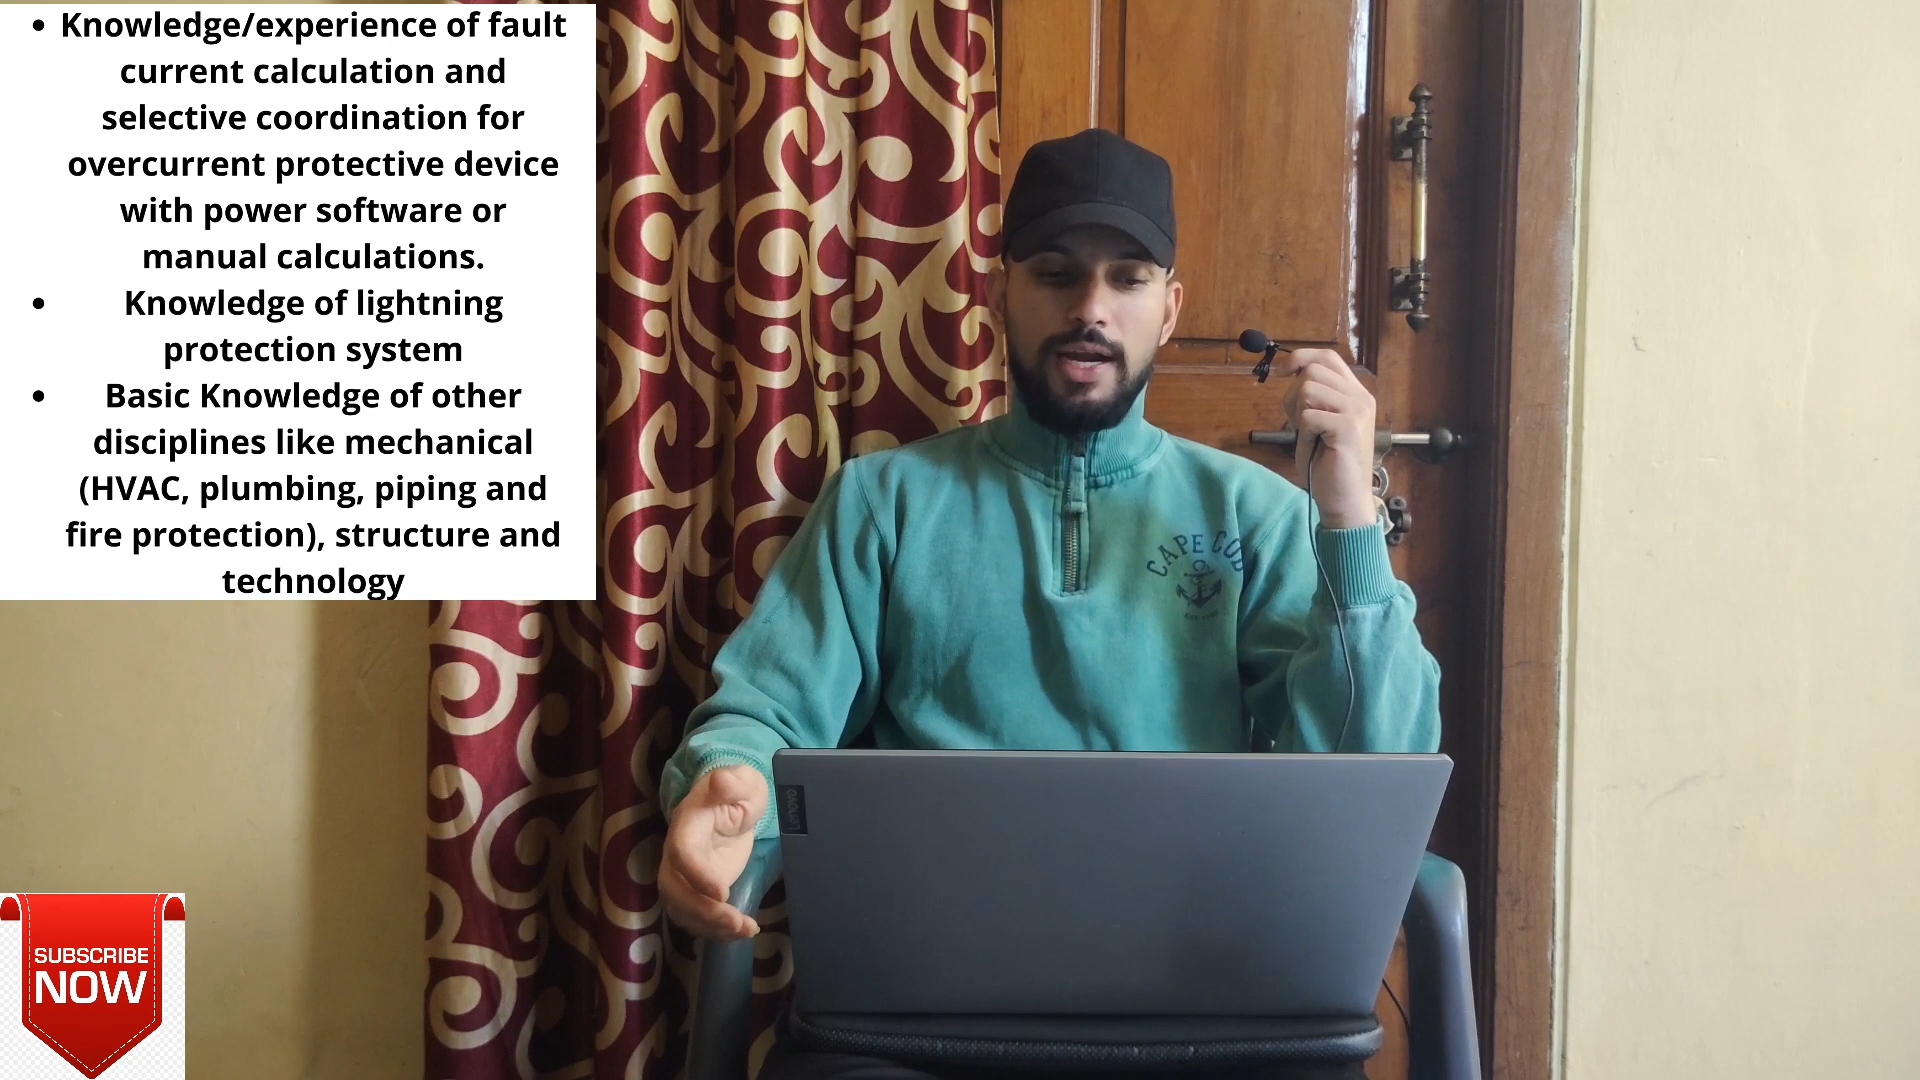 • Knowledge/experience of fault
current calculation and
selective coordination for
overcurrent protective device
with power software or
manual calculations.
• Knowledge of lightning
protection system
• Basic Knowledge of other
disciplines like mechanical
(HVAC, plumbing, piping and
fire protection), structure and
technology
CAPE COD
Lenovo
SUBSCRIBE
NOW